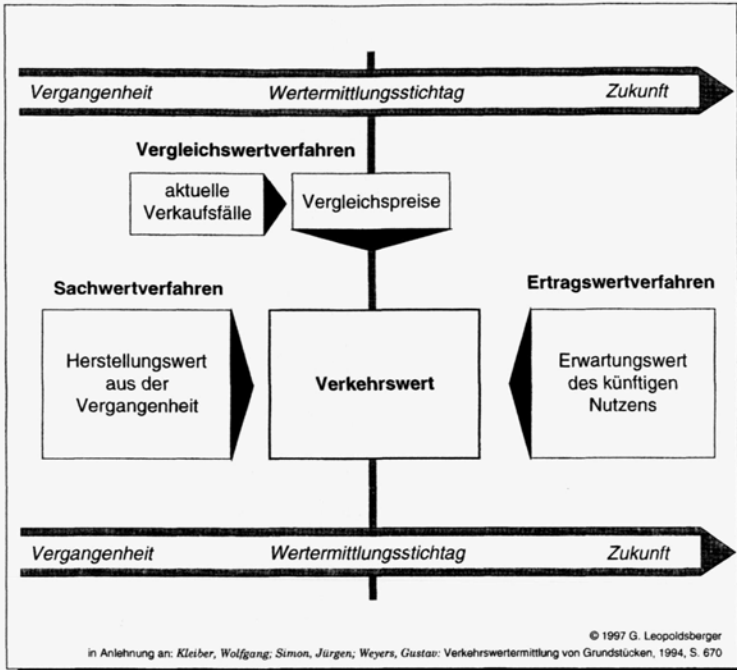 Vergangenheit Wertermittlungsstichtag Zukunft
Vergleichswertverfahren
aktuelle
Verkaufsfälle
Vergleichspreise
Sachwertverfahren
Herstellungswert
aus der
Vergangenheit
Verkehrswert
Ertragswertverfahren
Erwartungswert
des künftigen
Nutzens
Vergangenheit Wertermittlungsstichtag Zukunft
© 1997 G. Leopoldsberger
in Anlehnung an: Kleiber, Wolfgang; Simon, Jürgen; Weyers, Gustav: Verkehrswertermittlung von Grundstücken, 1994, S. 670